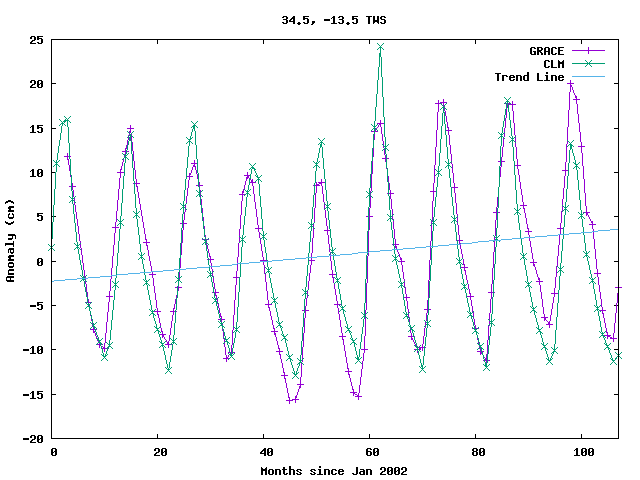 34.5, -13.5 TWS
GRACE
CLM
Trend Line
25
20
15
10
5
0
-5
-10
-15
-20
Anomaly (cm)
0 20 40 60 80 100
Months since Jan 2002